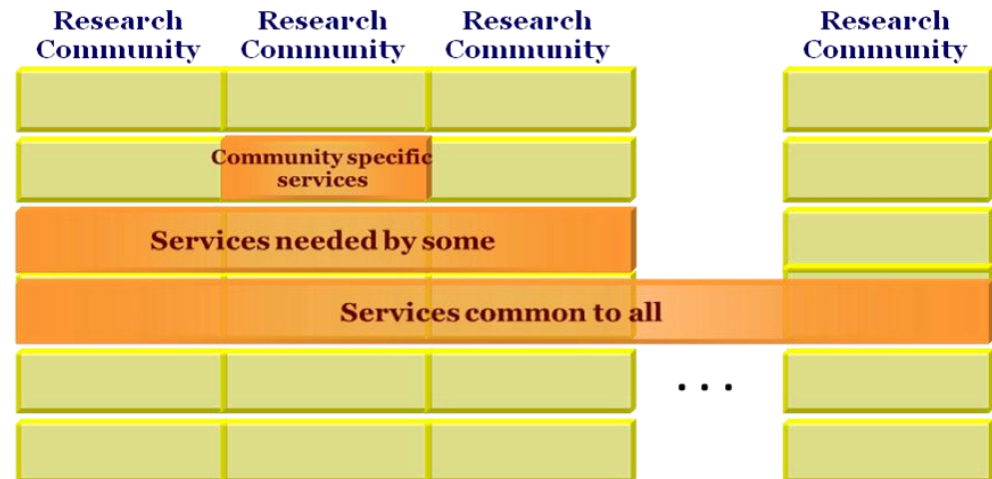 Research Research Research Research
Community Community Community Community
Community specific
services
Services needed by some
Services common to all
. . .